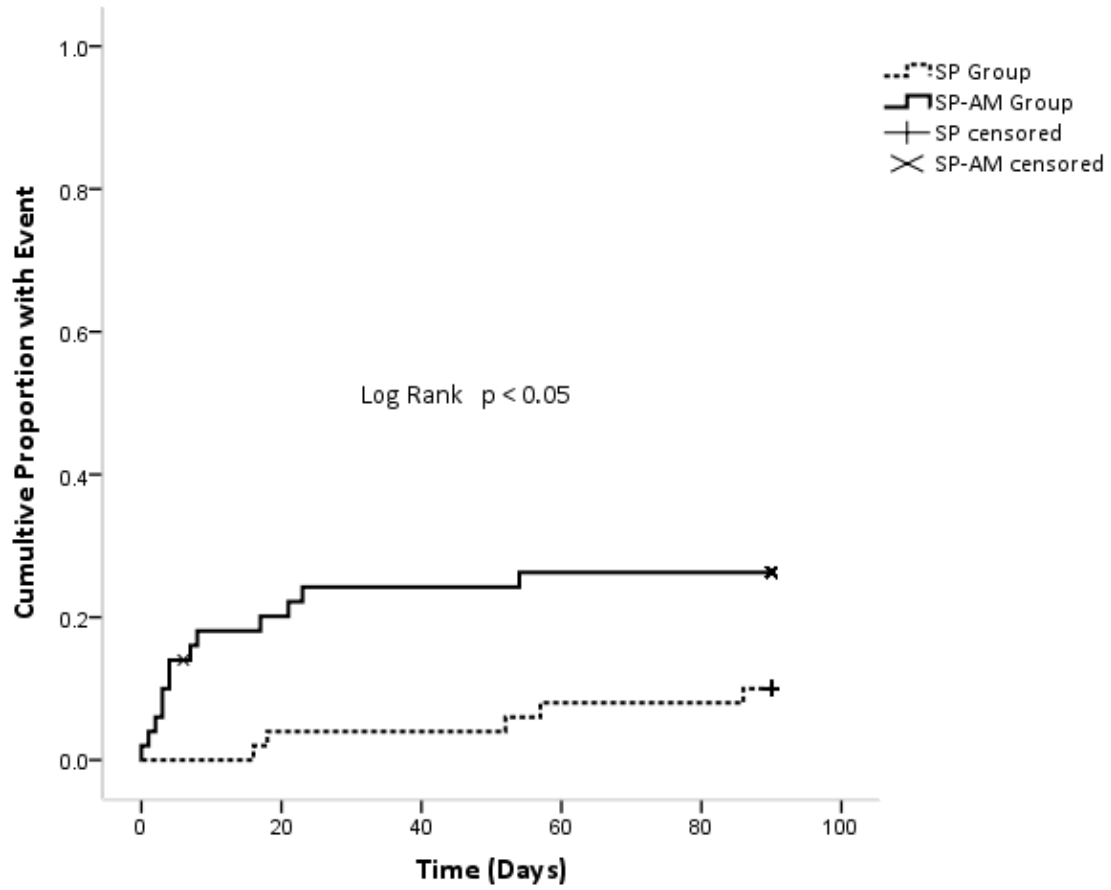 Cumultive Proportion with Event
1.0
0.8
0.6
0.4
0.2
0.0
Log Rank p < 0.05
SP Group
SP-AM Group
SP censored
SP-AM censored
0 20 40 60 80 100
Time (Days)